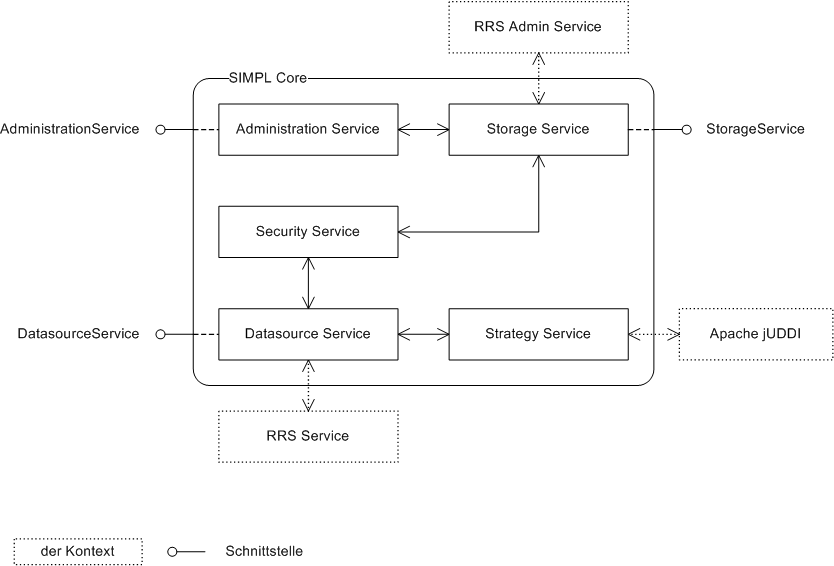 RRS Admin Service
SIMPL Core
AdministrationService
Administration Service
Storage Service
StorageService
Security Service
DatasourceService
Datasource Service
Strategy Service
Apache jUDDI
RRS Service
der Kontext
Schnittstelle